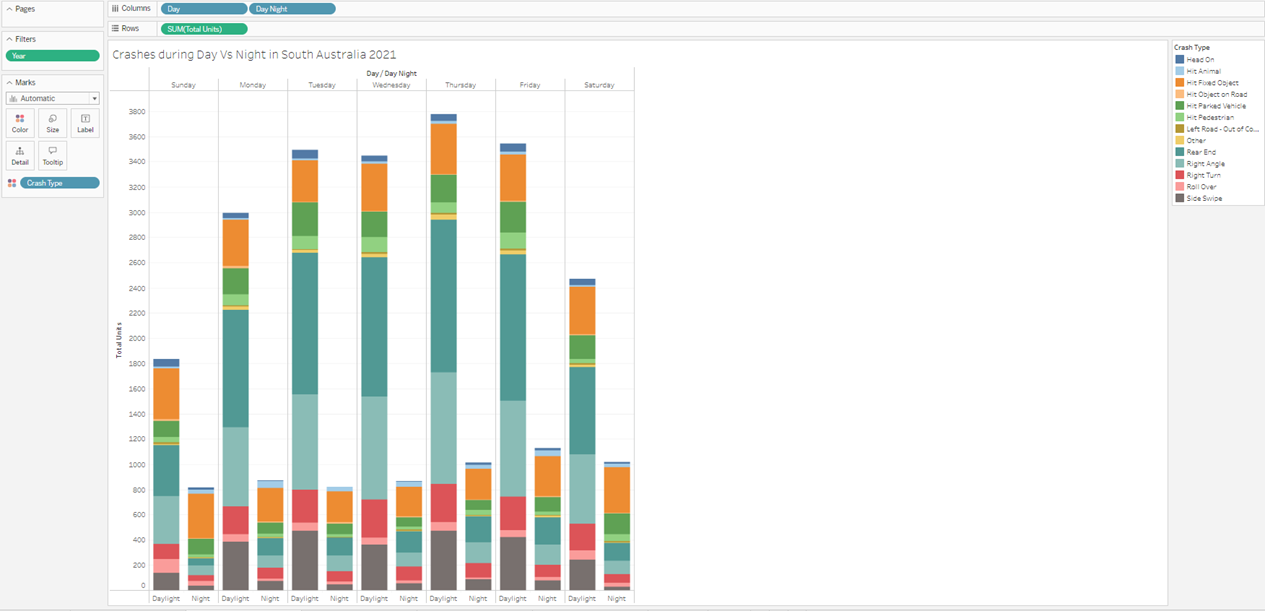 Pages
Columns
Day
Day Night
Rows
SUM(Total Units)
Filters
Year
Marks
Automatic
Color
Size
Label
Detail
Tooltip
Crash Type
Crashes during Day Vs Night in South Australia 2021
Day / Day Night
Sunday Monday Tuesday Wednesday Thursday Friday Saturday
Total Units
3800
3600
3400
3200
3000
2800
2600
2400
2200
2000
1800
1600
1400
1200
1000
800
600
400
200
0
Daylight Night Daylight Night Daylight Night Daylight Night Daylight Night Daylight Night Daylight Night
Crash Type
Head On
Hit Animal
Hit Fixed Object
Hit Object on Road
Hit Parked Vehicle
Hit Pedestrian
Left Road - Out of Co...
Other
Rear End
Right Angle
Right Turn
Roll Over
Side Swipe